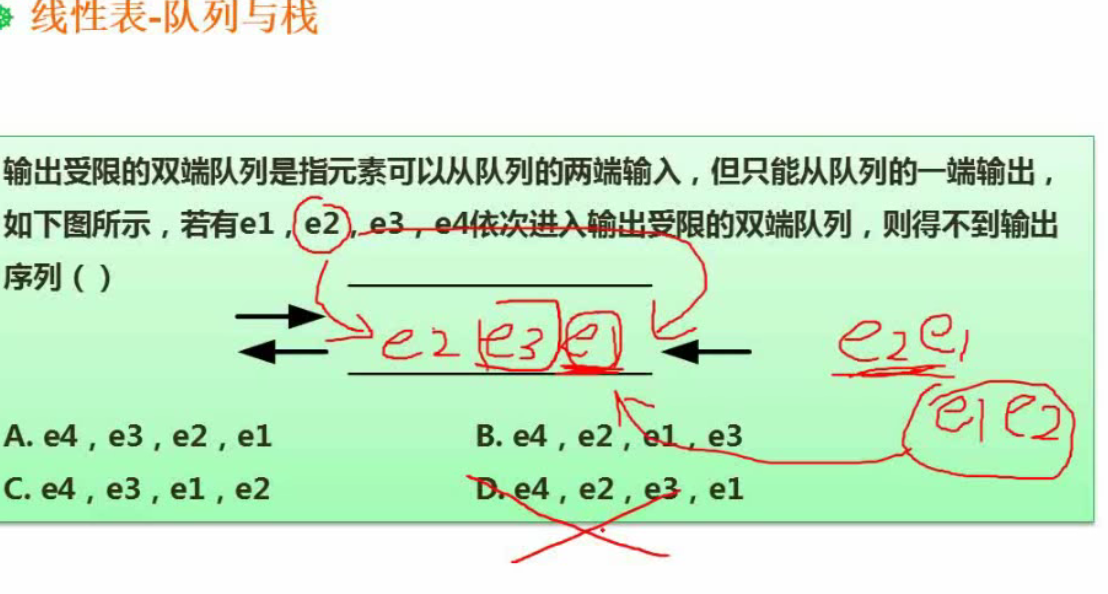 线性表-队列与栈
输出受限的双端队列是指元素可以从队列的两端输入，但只能从队列的一端输出，
如下图所示，若有e1，e2，e3，e4依次进入输出受限的双端队列，则得不到输出
序列（ ）
e2 e3 e1
e2e1
e1 e2
A. e4，e3，e2，e1
B. e4，e2，e1，e3
C. e4，e3，e1，e2
D. e4，e2，e3，e1